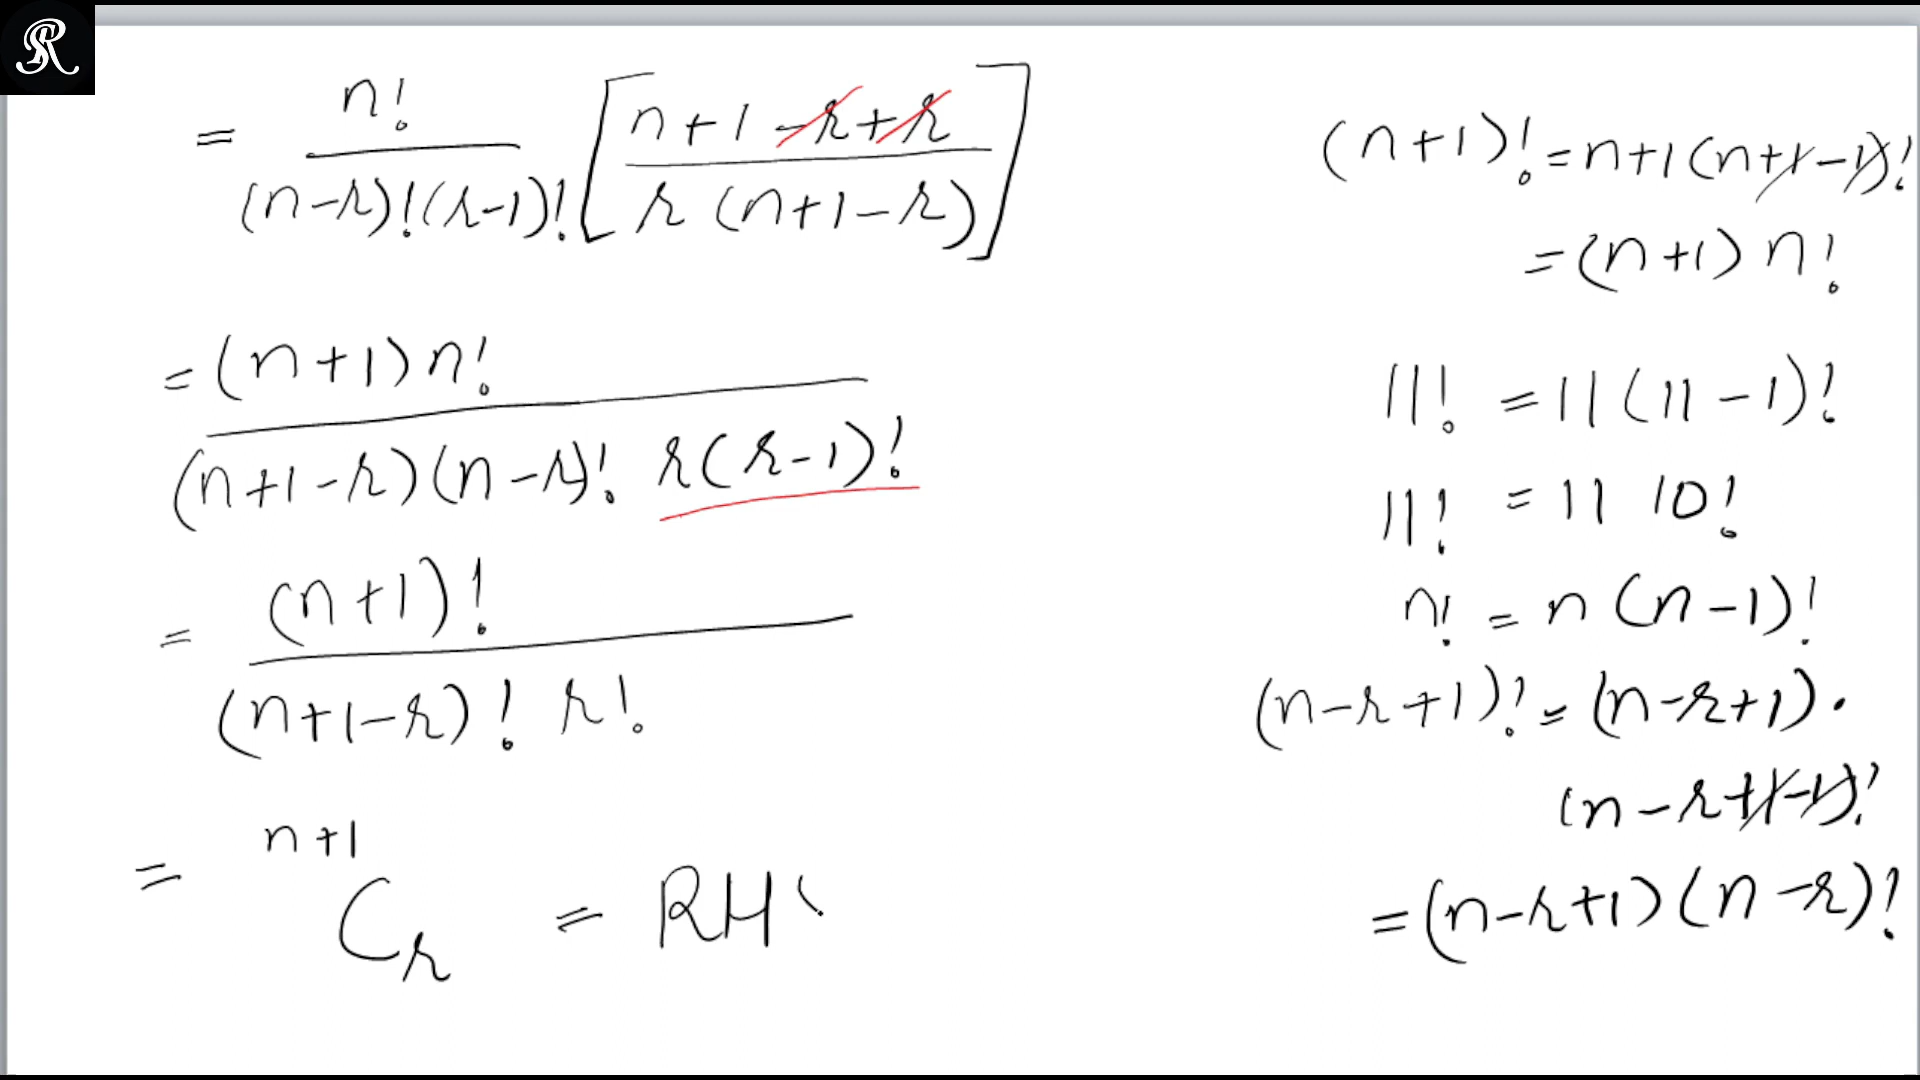 SR
= n! / (n-r)!(r-1)! [ n+1-r+r / r(n+1-r) ]
= (n+1)n! / (n+1-r)(n-r)! r(r-1)!
= (n+1)! / (n+1-r)! r!
= n+1Cr = RH
(n+1)! = n+1(n+1-1)!
= (n+1) n!
11! = 11(11-1)!
11! = 11 10!
n! = n(n-1)!
(n-r+1)! = (n-r+1).
(n-r+1-1)!
= (n-r+1)(n-r)!